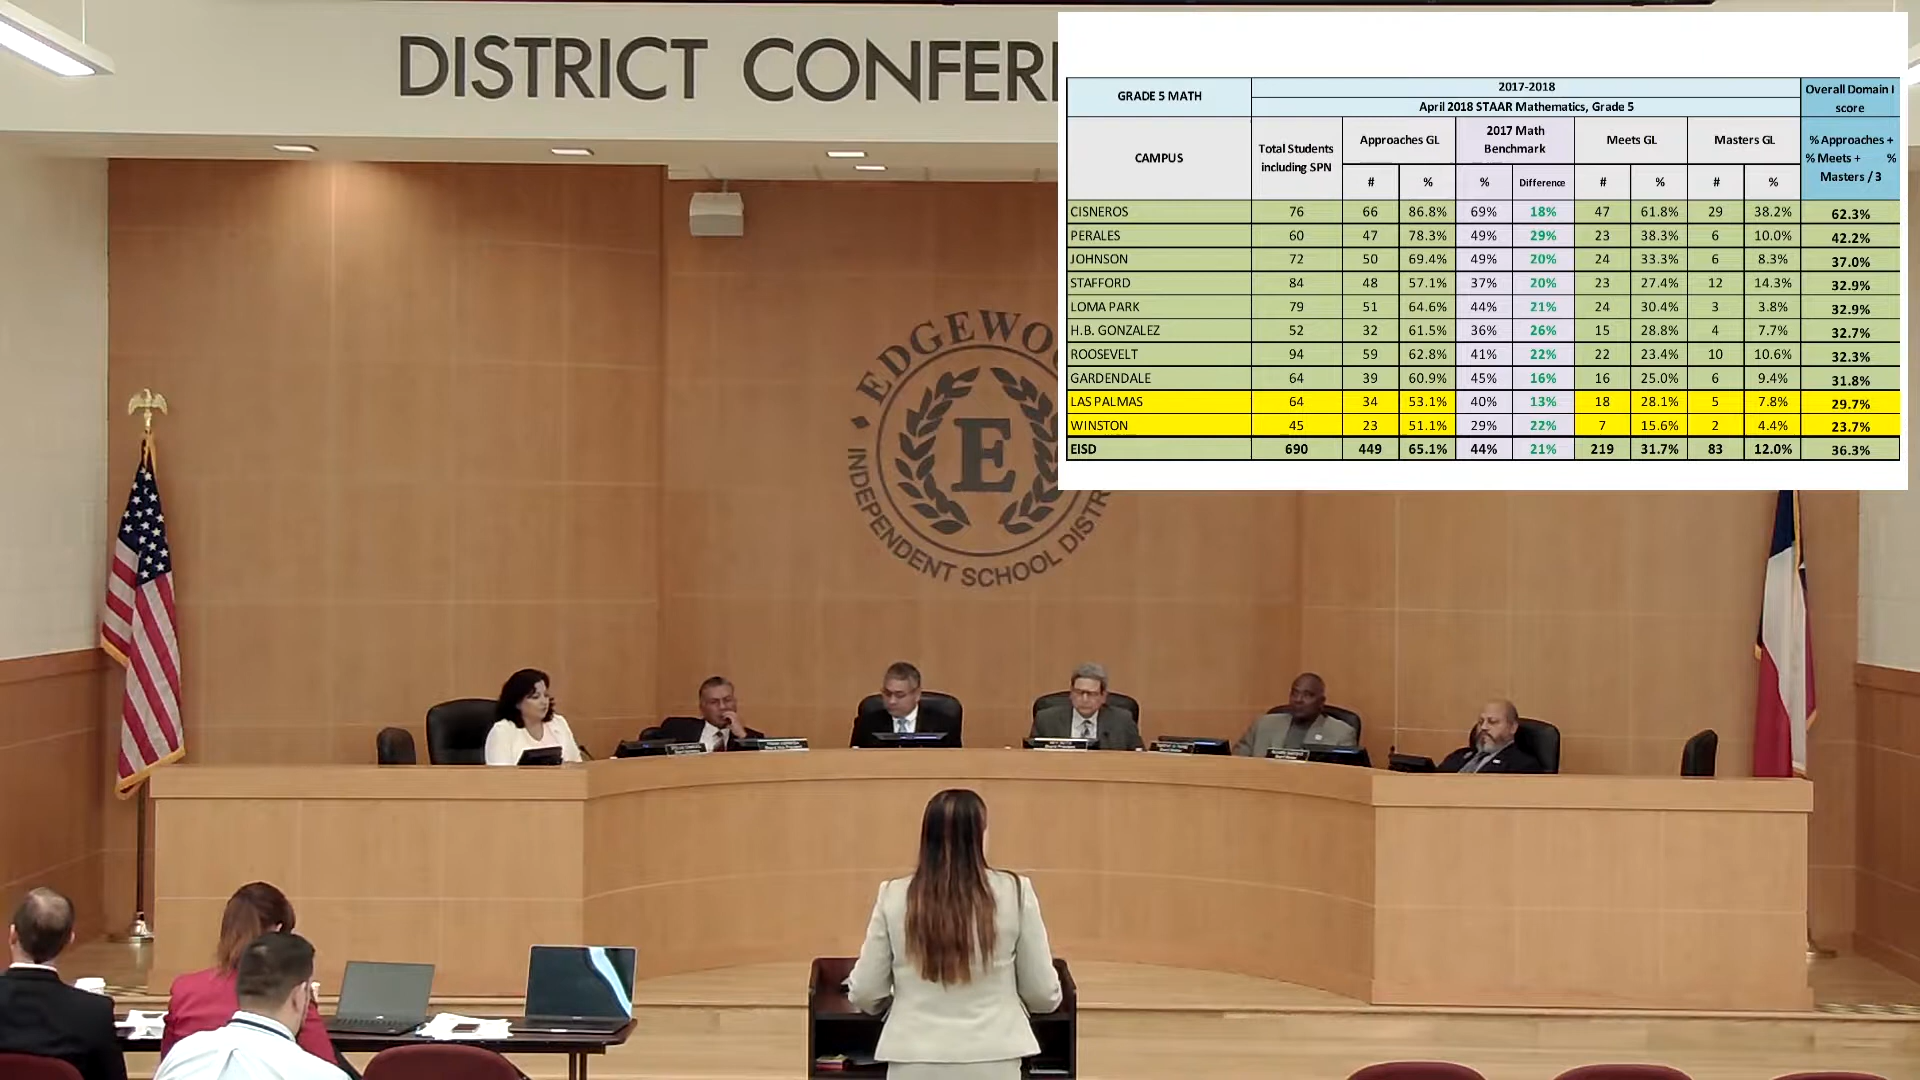 DISTRICT CONFER
EDGEWOO
INDEPENDENT SCHOOL DISTR
E
GRADE 5 MATH 2017-2018 Overall Domain I score
April 2018 STAAR Mathematics, Grade 5
CAMPUS Total Students including SPN Approaches GL 2017 Math Benchmark Meets GL Masters GL % Approaches + % Meets + % Masters / 3
# % % Difference # % # %
CISNEROS 76 66 86.8% 69% 18% 47 61.8% 29 38.2% 62.3%
PERALES 60 47 78.3% 49% 29% 23 38.3% 6 10.0% 42.2%
JOHNSON 72 50 69.4% 49% 20% 24 33.3% 6 8.3% 37.0%
STAFFORD 84 48 57.1% 37% 20% 23 27.4% 12 14.3% 32.9%
LOMA PARK 79 51 64.6% 44% 21% 24 30.4% 3 3.8% 32.9%
H.B. GONZALEZ 52 32 61.5% 36% 26% 15 28.8% 4 7.7% 32.7%
ROOSEVELT 94 59 62.8% 41% 22% 22 23.4% 10 10.6% 32.3%
GARDENDALE 64 39 60.9% 45% 16% 16 25.0% 6 9.4% 31.8%
LAS PALMAS 64 34 53.1% 40% 13% 18 28.1% 5 7.8% 29.7%
WINSTON 45 23 51.1% 29% 22% 7 15.6% 2 4.4% 23.7%
EISD 690 449 65.1% 44% 21% 219 31.7% 83 12.0% 36.3%